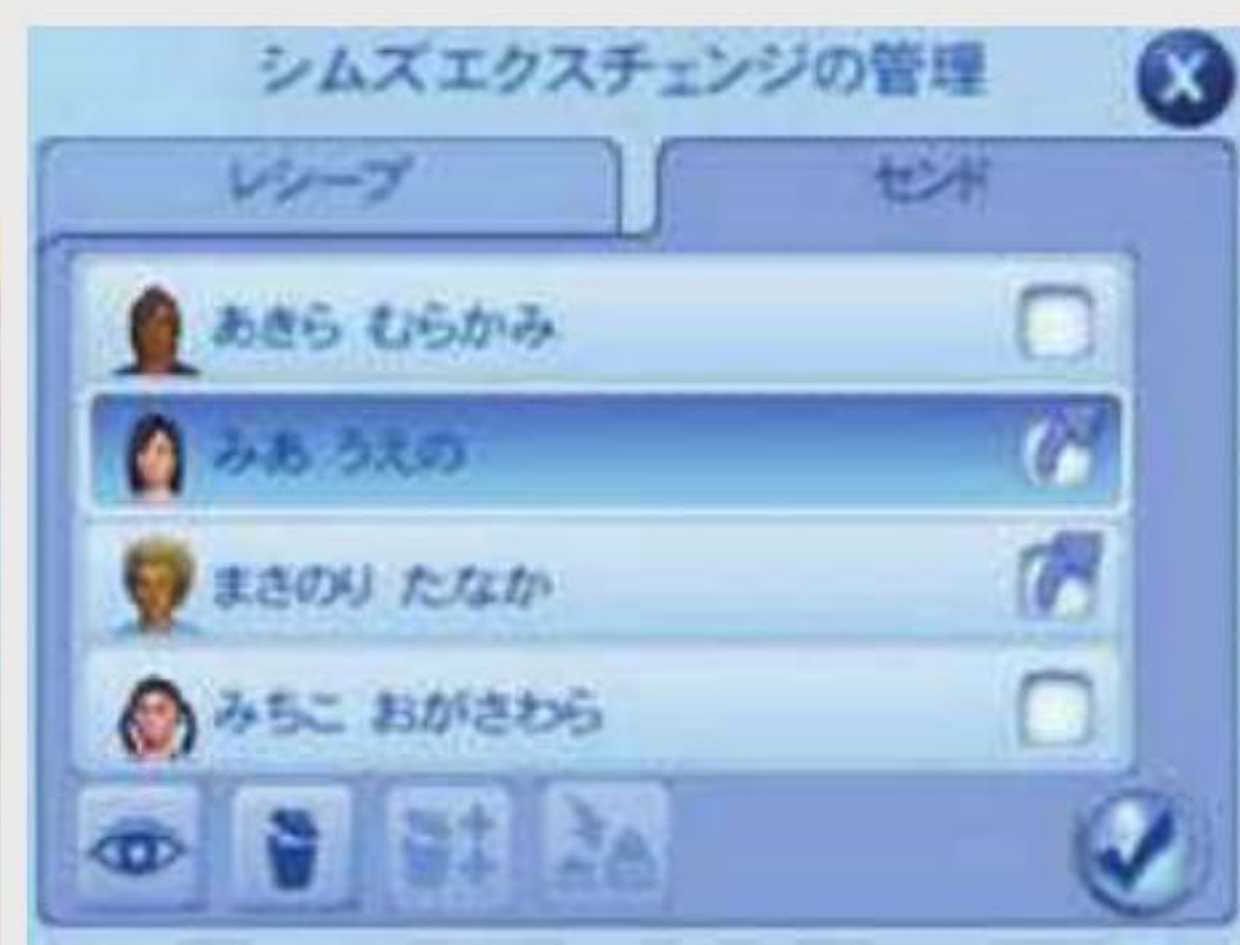 シムズエクスチェンジの管理
レシーブ
センド
あきら むらかみ
みあ うえの
まさのり たなか
みちこ おがさわら